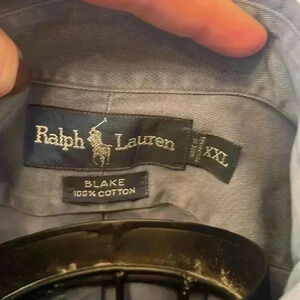 Ralph Lauren
XXL
BLAKE
100% COTTON